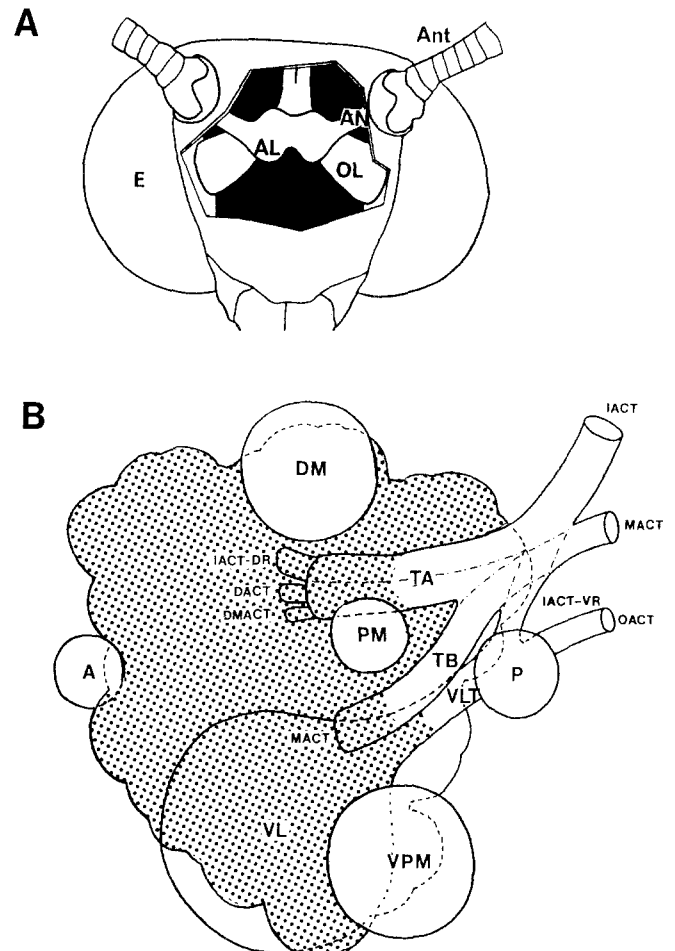 A
Ant
AN
AL
OL
E
B
IACT
DM
MACT
IACT-DR
TA
DACT
IACT-VR
DMACT
OACT
PM
TB
A
P
VLT
MACT
VL
VPM